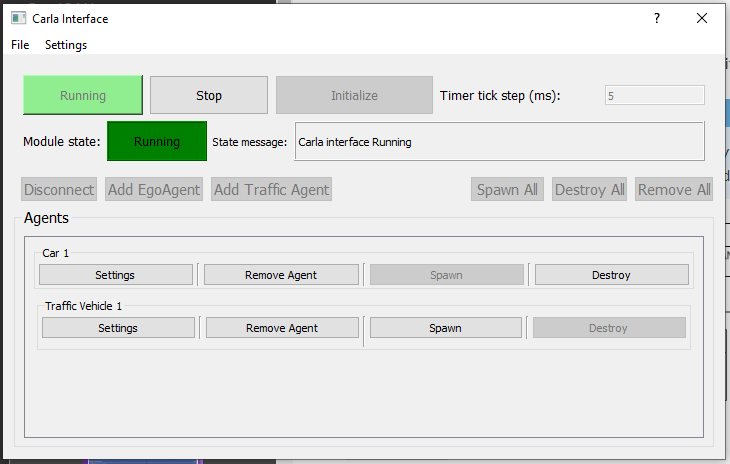 Carla Interface
?
File Settings
Running Stop Initialize Timer tick step (ms): 5
Module state: Running State message: Carla interface Running
Disconnect Add EgoAgent Add Traffic Agent Spawn All Destroy All Remove All
Agents
Car 1
Settings Remove Agent Spawn Destroy
Traffic Vehicle 1
Settings Remove Agent Spawn Destroy